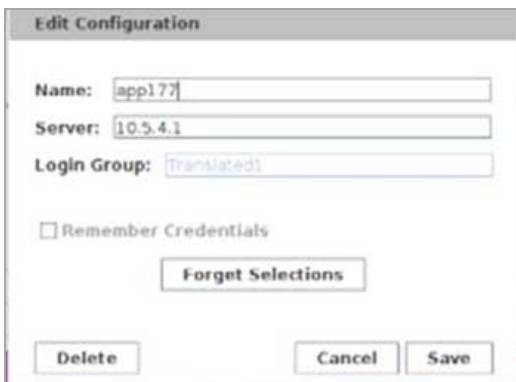 Edit Configuration
Name: app177
Server: 10.5.4.1
Login Group: Translated1
Remember Credentials
Forget Selections
Delete Cancel Save